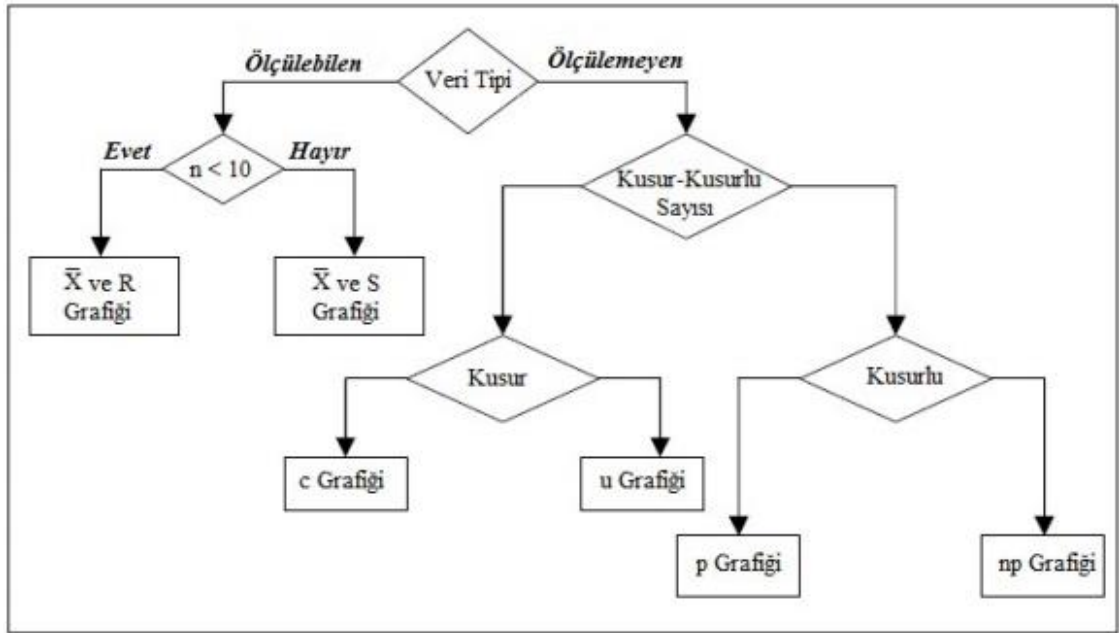 Ölçülebilen
Veri Tipi
Ölçülemeyen
Evet
n < 10
Hayır
Kusur-Kusurlu
Sayısı
X̅ ve R
Grafiği
X̅ ve S
Grafiği
Kusur
Kusurlu
c Grafiği
u Grafiği
p Grafiği
np Grafiği